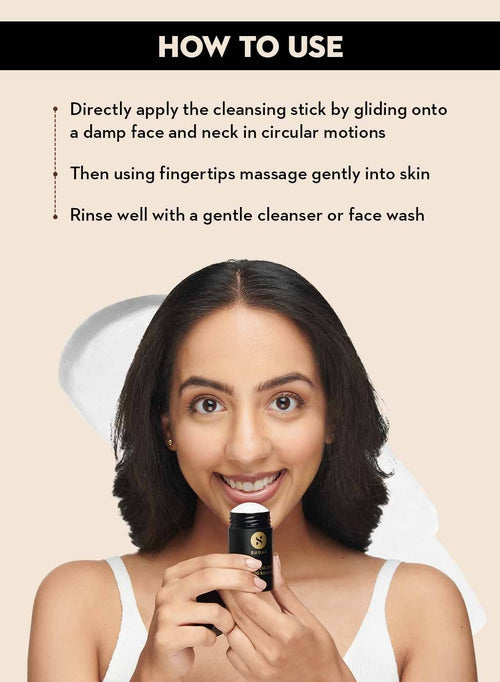 HOW TO USE
Directly apply the cleansing stick by gliding onto
a damp face and neck in circular motions
Then using fingertips massage gently into skin
Rinse well with a gentle cleanser or face wash
SUGAR